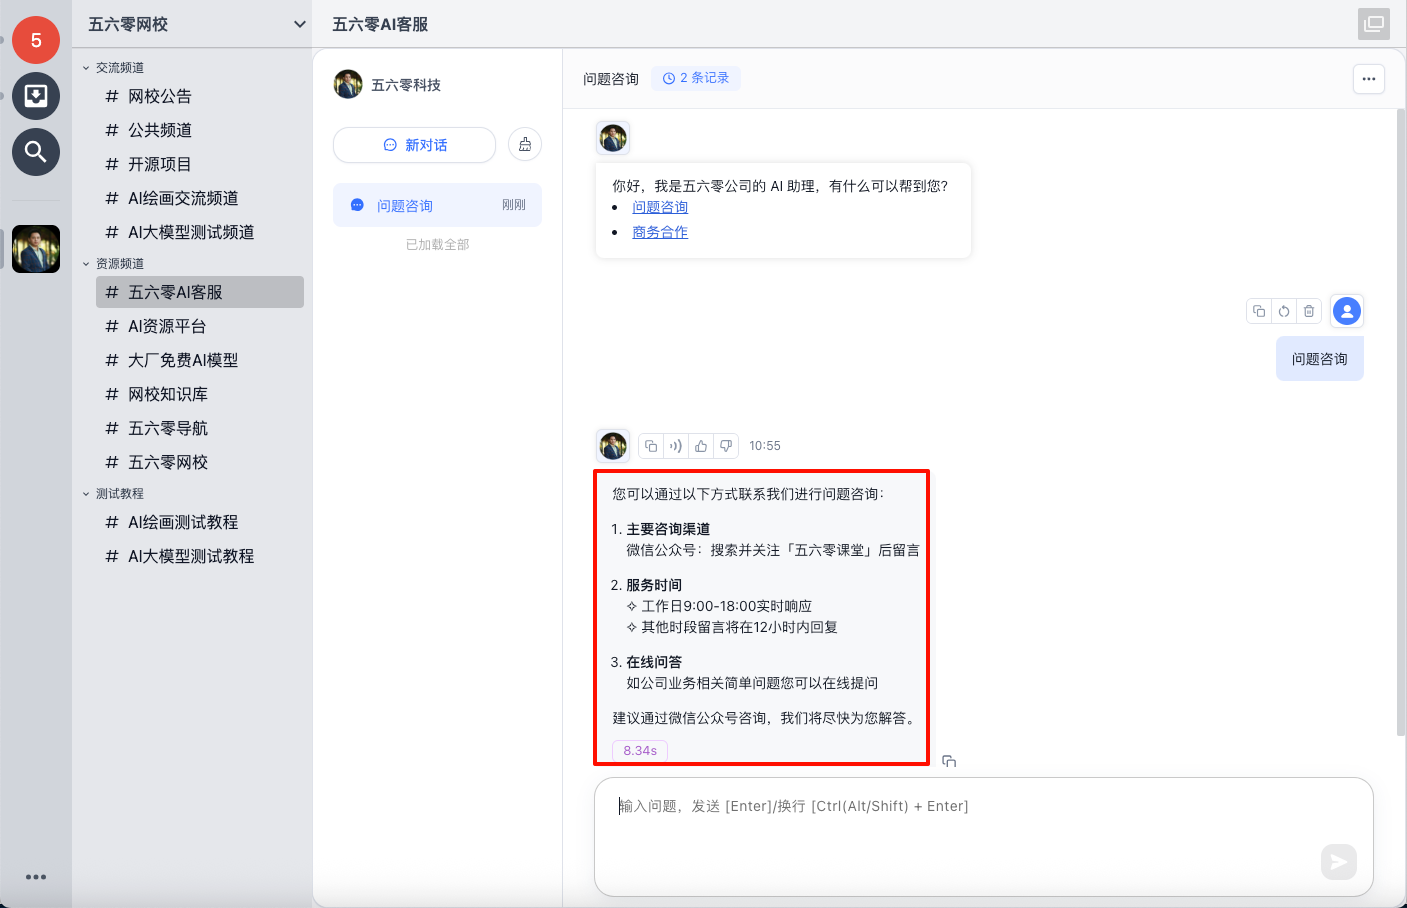 5
五六零网校
交流频道
# 网校公告
# 公共频道
# 开源项目
# AI绘画交流频道
# AI大模型测试频道
资源频道
# 五六零AI客服
# AI资源平台
# 大厂免费AI模型
# 网校知识库
# 五六零导航
# 五六零网校
测试教程
# AI绘画测试教程
# AI大模型测试教程
五六零AI客服
五六零科技
新对话
问题咨询 刚刚
已加载全部
问题咨询 2 条记录
你好，我是五六零公司的 AI 助理，有什么可以帮到您？
• 问题咨询
• 商务合作
问题咨询
10:55
您可以通过以下方式联系我们进行问题咨询：
1. 主要咨询渠道
微信公众号：搜索并关注「五六零课堂」后留言
2. 服务时间
✧ 工作日9:00-18:00实时响应
✧ 其他时段留言将在12小时内回复
3. 在线问答
如公司业务相关简单问题您可以在线提问
建议通过微信公众号咨询，我们将尽快为您解答。
8.34s
输入问题，发送 [Enter]/换行 [Ctrl(Alt/Shift) + Enter]